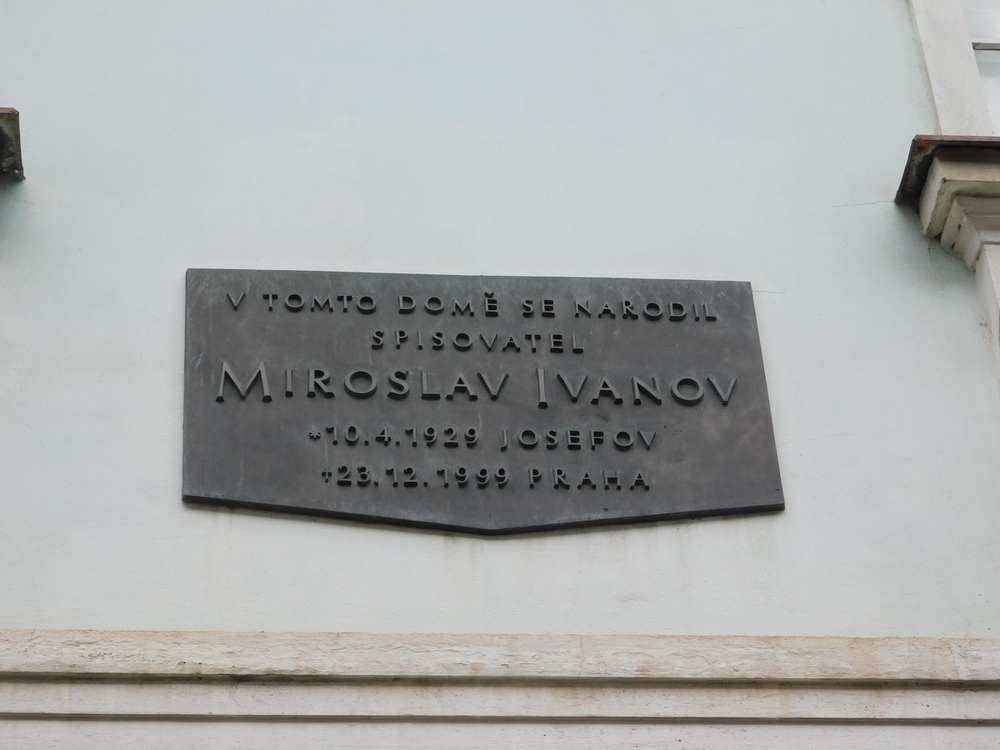 V TOMTO DOMĚ SE NARODIL
SPISOVATEL
MIROSLAV IVANOV
*10.4.1929 JOSEFOV
†23.12.1999 PRAHA